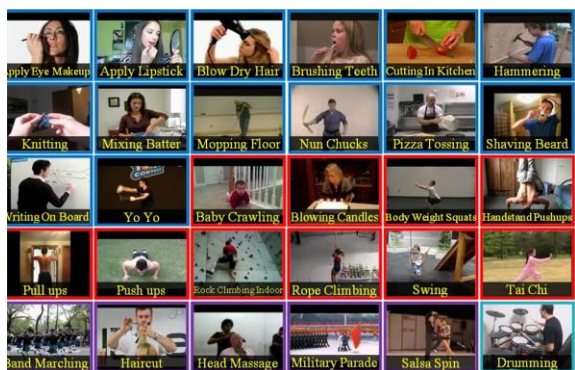 Apply Eye Makeup Apply Lipstick Blow Dry Hair Brushing Teeth Cutting In Kitchen Hammering
Knitting Mixing Batter Mopping Floor Nun Chucks Pizza Tossing Shaving Beard
Writing On Board Yo Yo Baby Crawling Blowing Candles Body Weight Squats Handstand Pushups
Pull ups Push ups Rock Climbing Indoor Rope Climbing Swing Tai Chi
Band Marching Haircut Head Massage Military Parade Salsa Spin Drumming